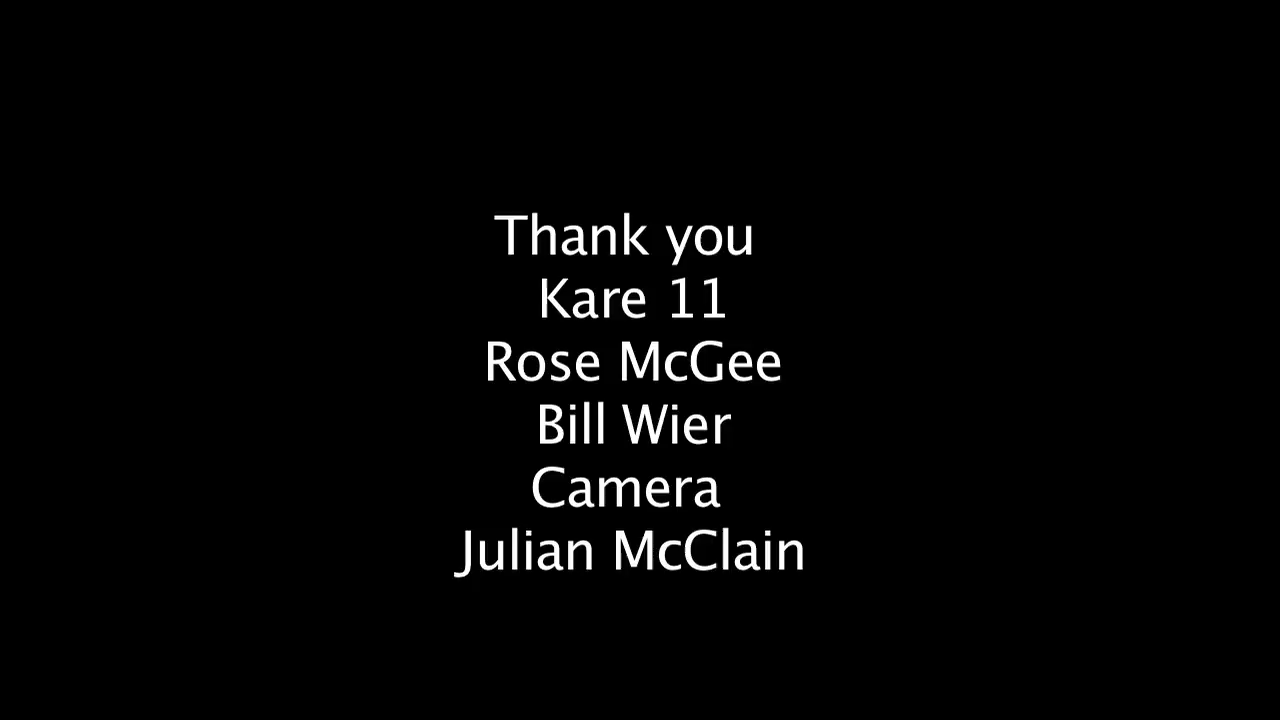 Thank you
Kare 11
Rose McGee
Bill Wier
Camera
Julian McClain